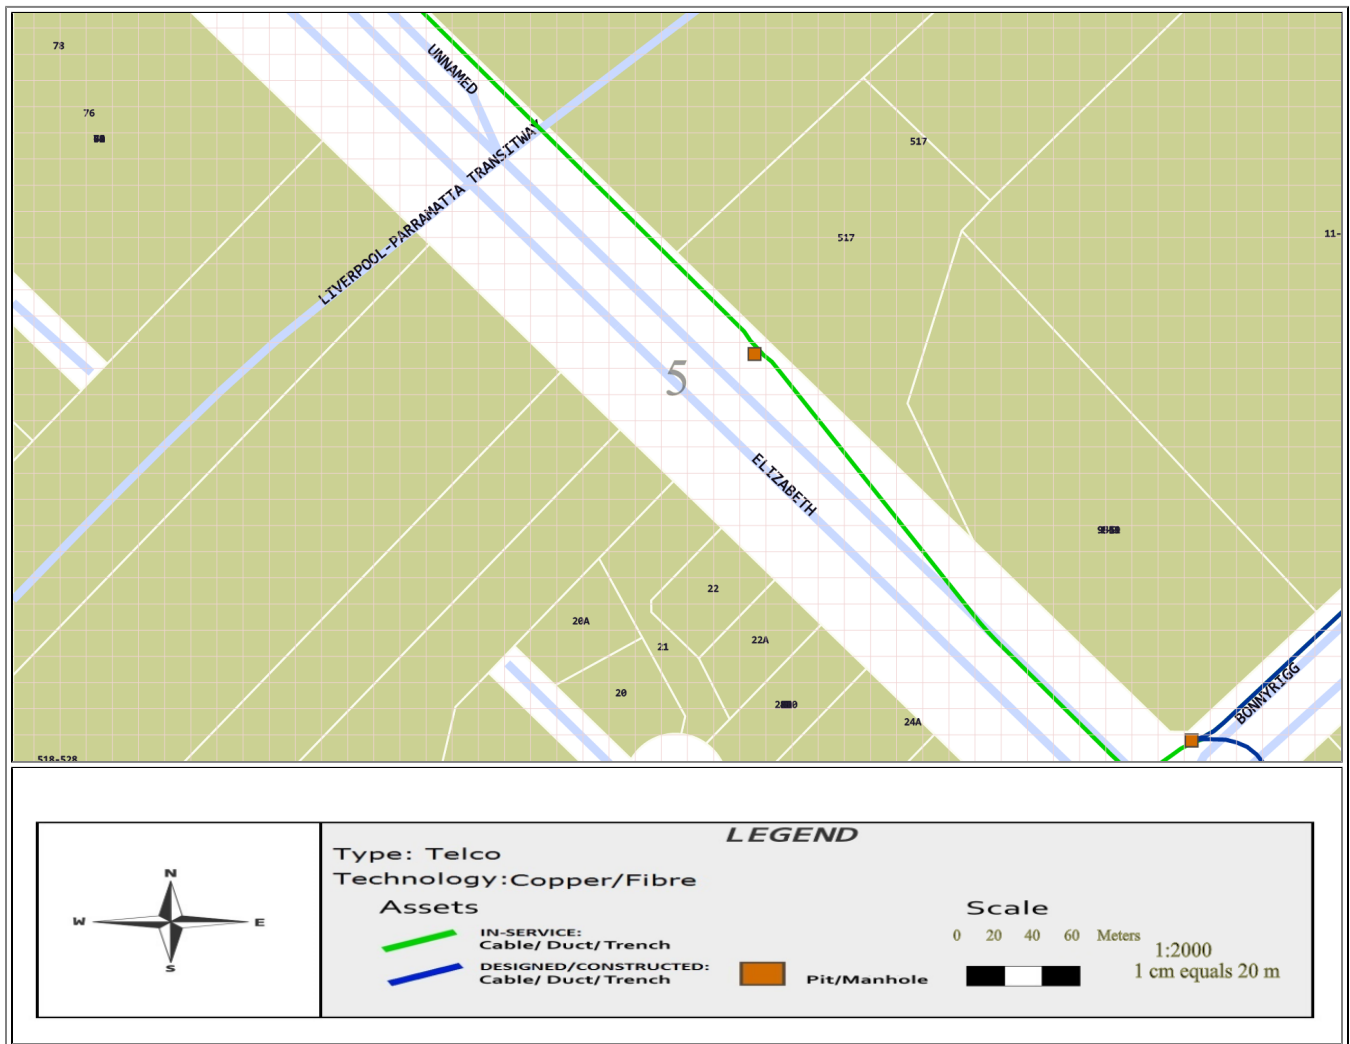 73
UNNAMED
76
LIVERPOOL-PARRAMATTA TRANSITWAY
517
517
11-
5
ELIZABETH
22
20A
21
22A
20
24A
BONNYRIGG
518-528
LEGEND
Type: Telco
Technology:Copper/Fibre
Assets
Scale
IN-SERVICE:
Cable/ Duct/ Trench
DESIGNED/CONSTRUCTED:
Cable/ Duct/ Trench
Pit/Manhole
0 20 40 60 Meters
1:2000
1 cm equals 20 m
N
W
E
S